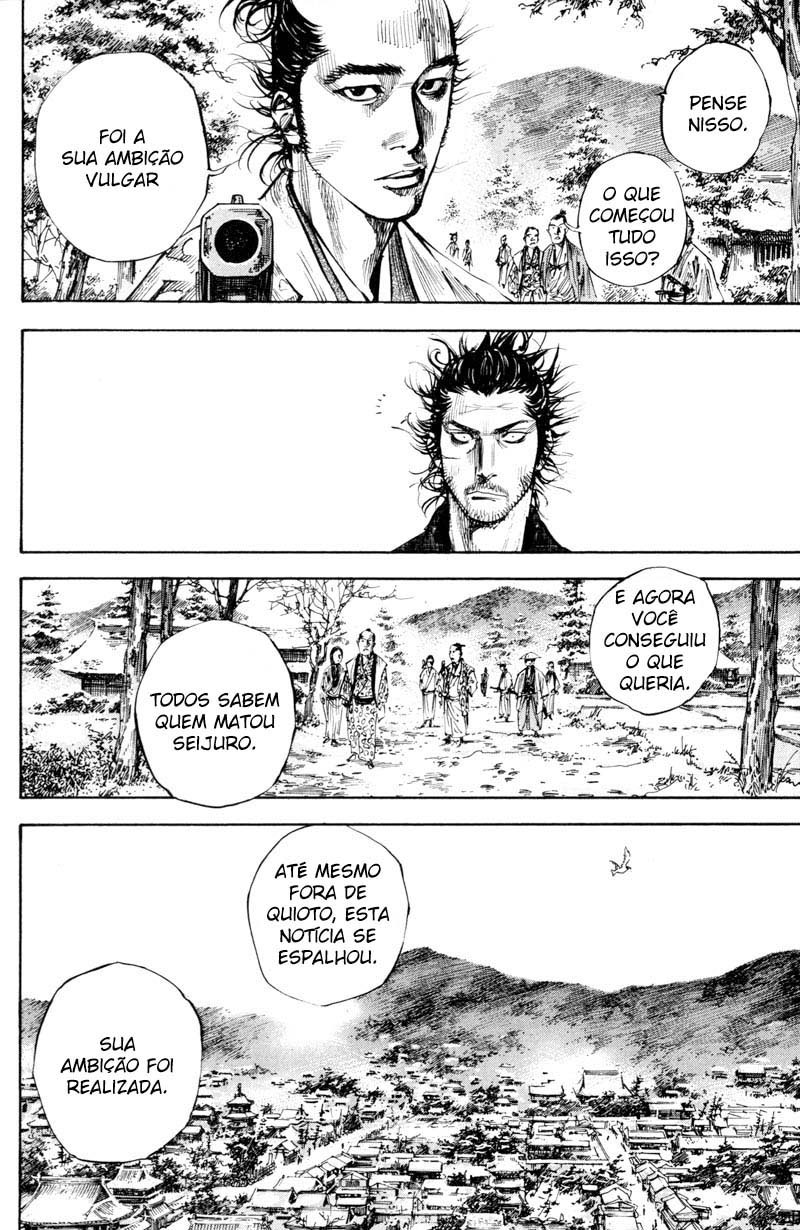 PENSE
NISSO.
O QUE
COMEÇOU
TUDO
ISSO?
FOI A
SUA AMBIÇÃO
VULGAR
E AGORA
VOCÊ
CONSEGUIU
O QUE
QUERIA.
TODOS SABEM
QUEM MATOU
SEIJURO.
ATÉ MESMO
FORA DE
QUIOTO, ESTA
NOTÍCIA SE
ESPALHOU.
SUA
AMBIÇÃO FOI
REALIZADA.